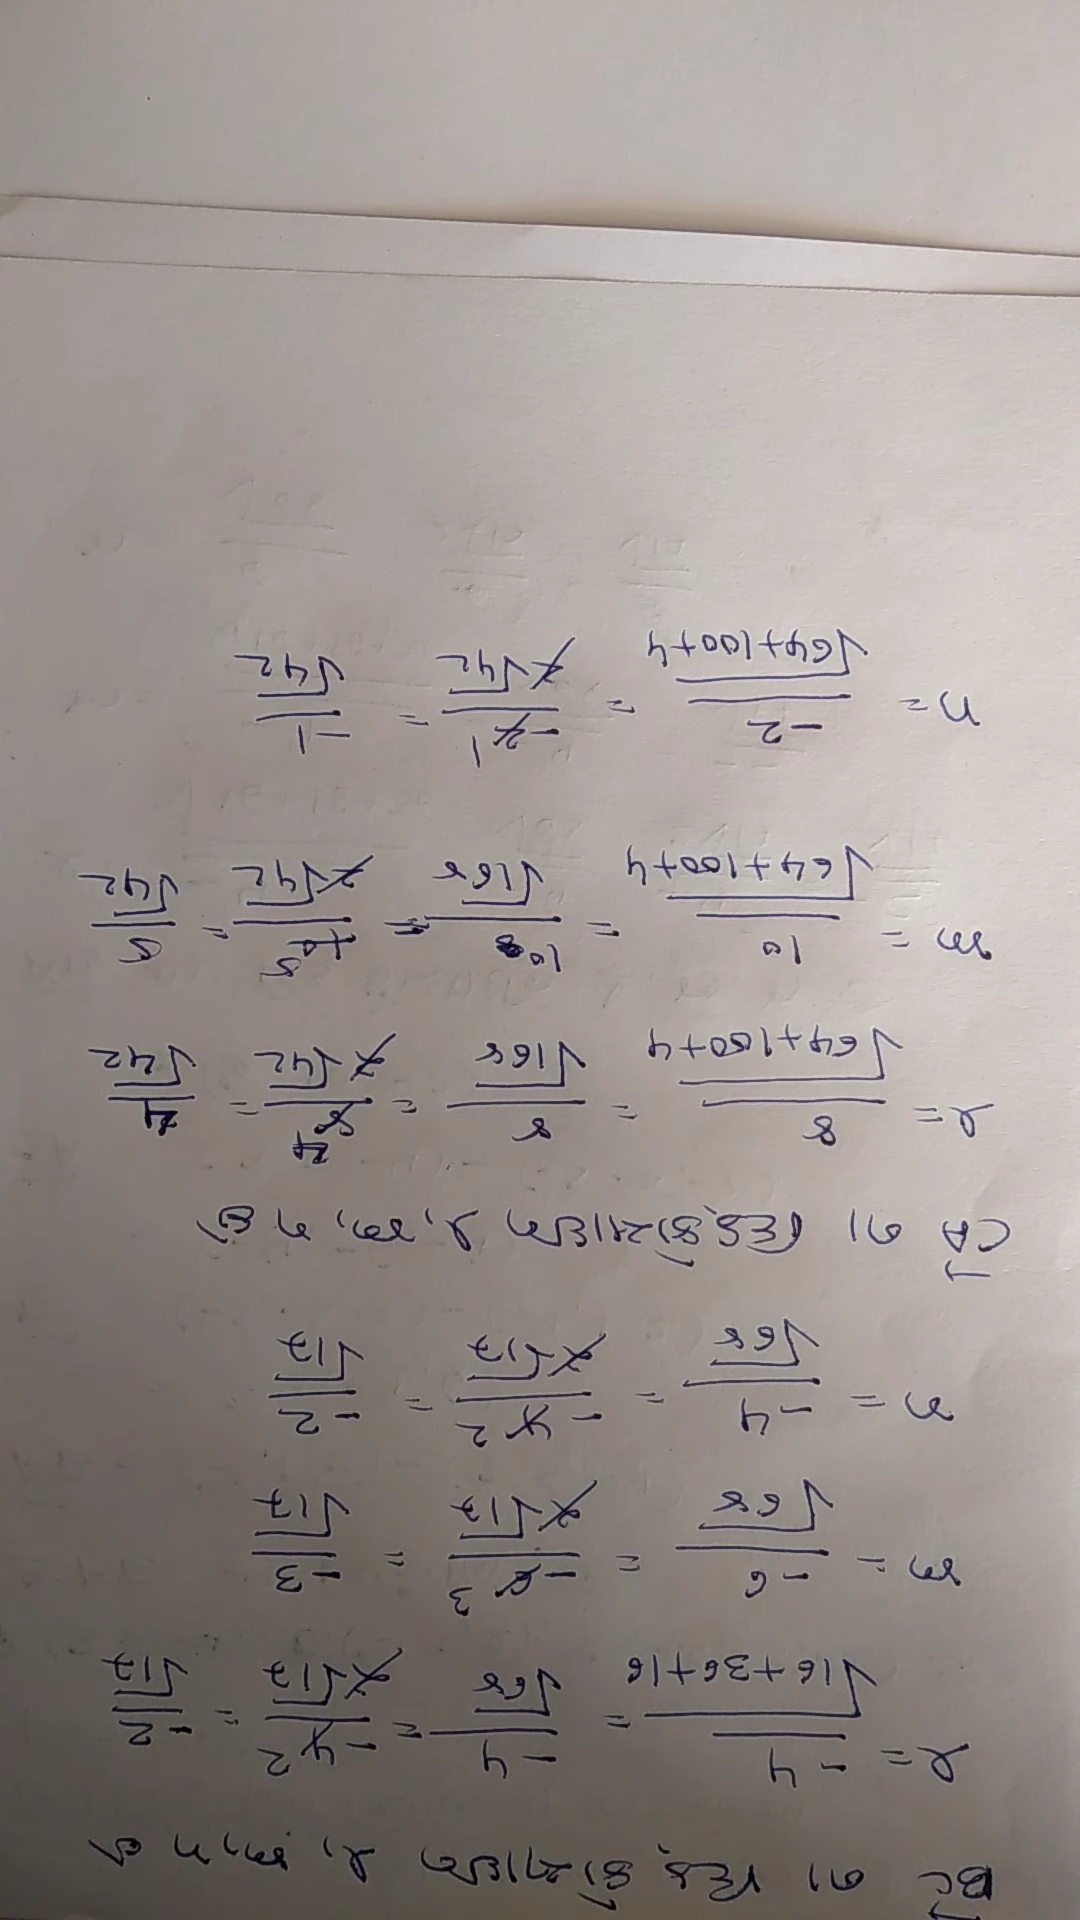 BC ની
l = -4/√16+36+16 = -4/√68 = -4 2/2√17 = -2/√17
m = -6/√68 = -6 3/2√17 = -3/√17
n = -4/√68 = -4 2/2√17 = -2/√17
CA ની l, m, n છે
l = 8/√64+100+4 = 8/√168 = 8 4/2√42 = 4/√42
m = 10/√64+100+4 = 10/√168 = 10 5/2√42 = 5/√42
n = -2/√64+100+4 = -2 1/2√42 = -1/√42